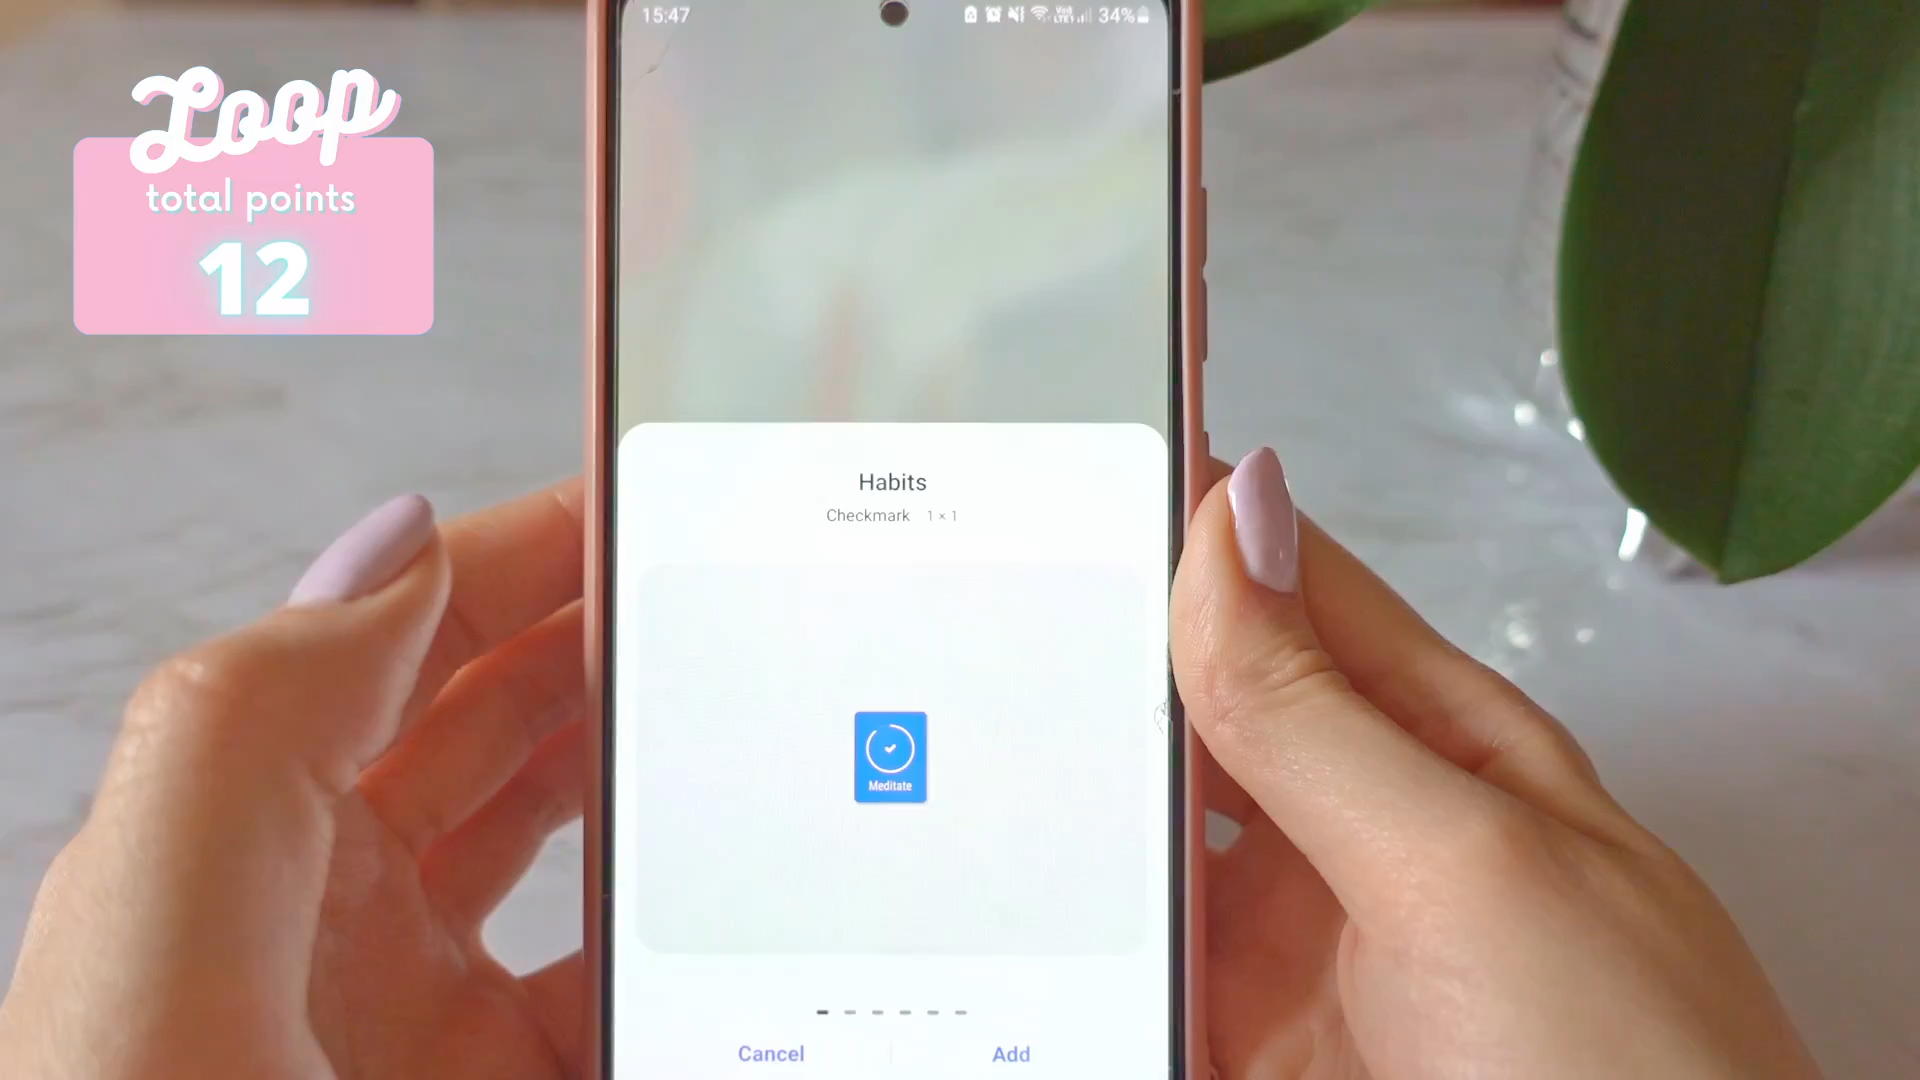 15:47
34%
Loop
total points
12
Habits
Checkmark 1 × 1
Meditate
Cancel
Add